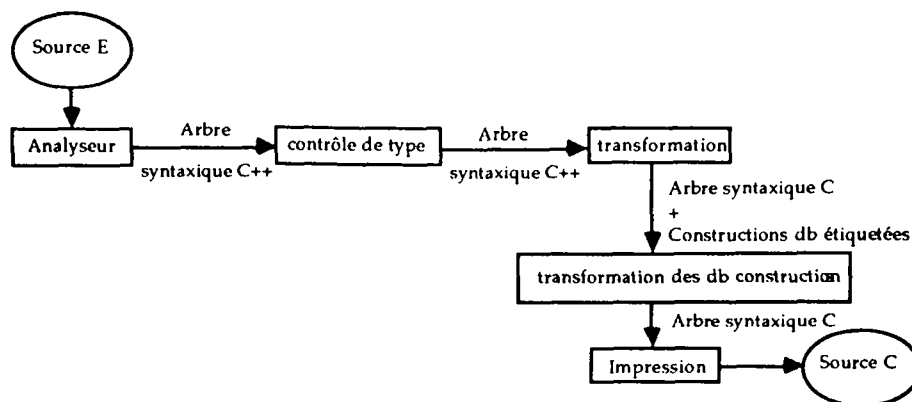 Source E
Analyseur
Arbre
syntaxique C++
contrôle de type
Arbre
syntaxique C++
transformation
Arbre syntaxique C
+
Constructions db étiquetées
transformation des db construction
Arbre syntaxique C
Impression
Source C